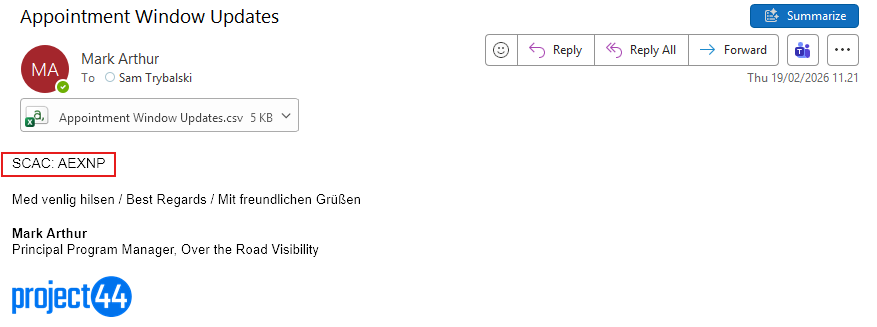 Appointment Window Updates
Summarize
MA
Mark Arthur
To Sam Trybalski
Reply
Reply All
Forward
Thu 19/02/2026 11.21
a,
Appointment Window Updates.csv 5 KB
SCAC: AEXNP
Med venlig hilsen / Best Regards / Mit freundlichen Grüßen
Mark Arthur
Principal Program Manager, Over the Road Visibility
project44